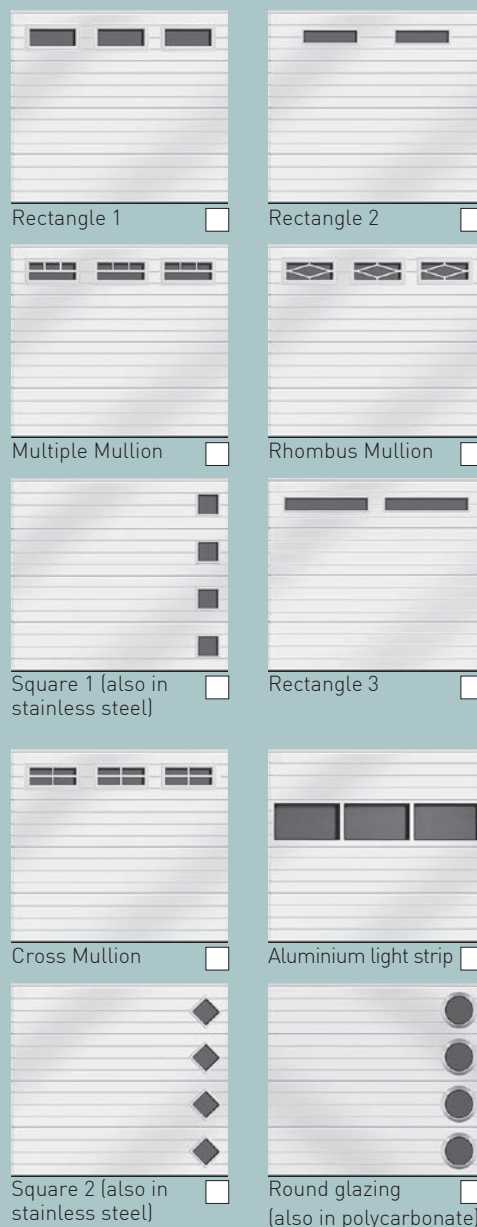 Rectangle 1
Rectangle 2
Multiple Mullion
Rhombus Mullion
Square 1 (also in
stainless steel)
Rectangle 3
Cross Mullion
Aluminium light strip
Square 2 (also in
stainless steel)
Round glazing
(also in polycarbonate)